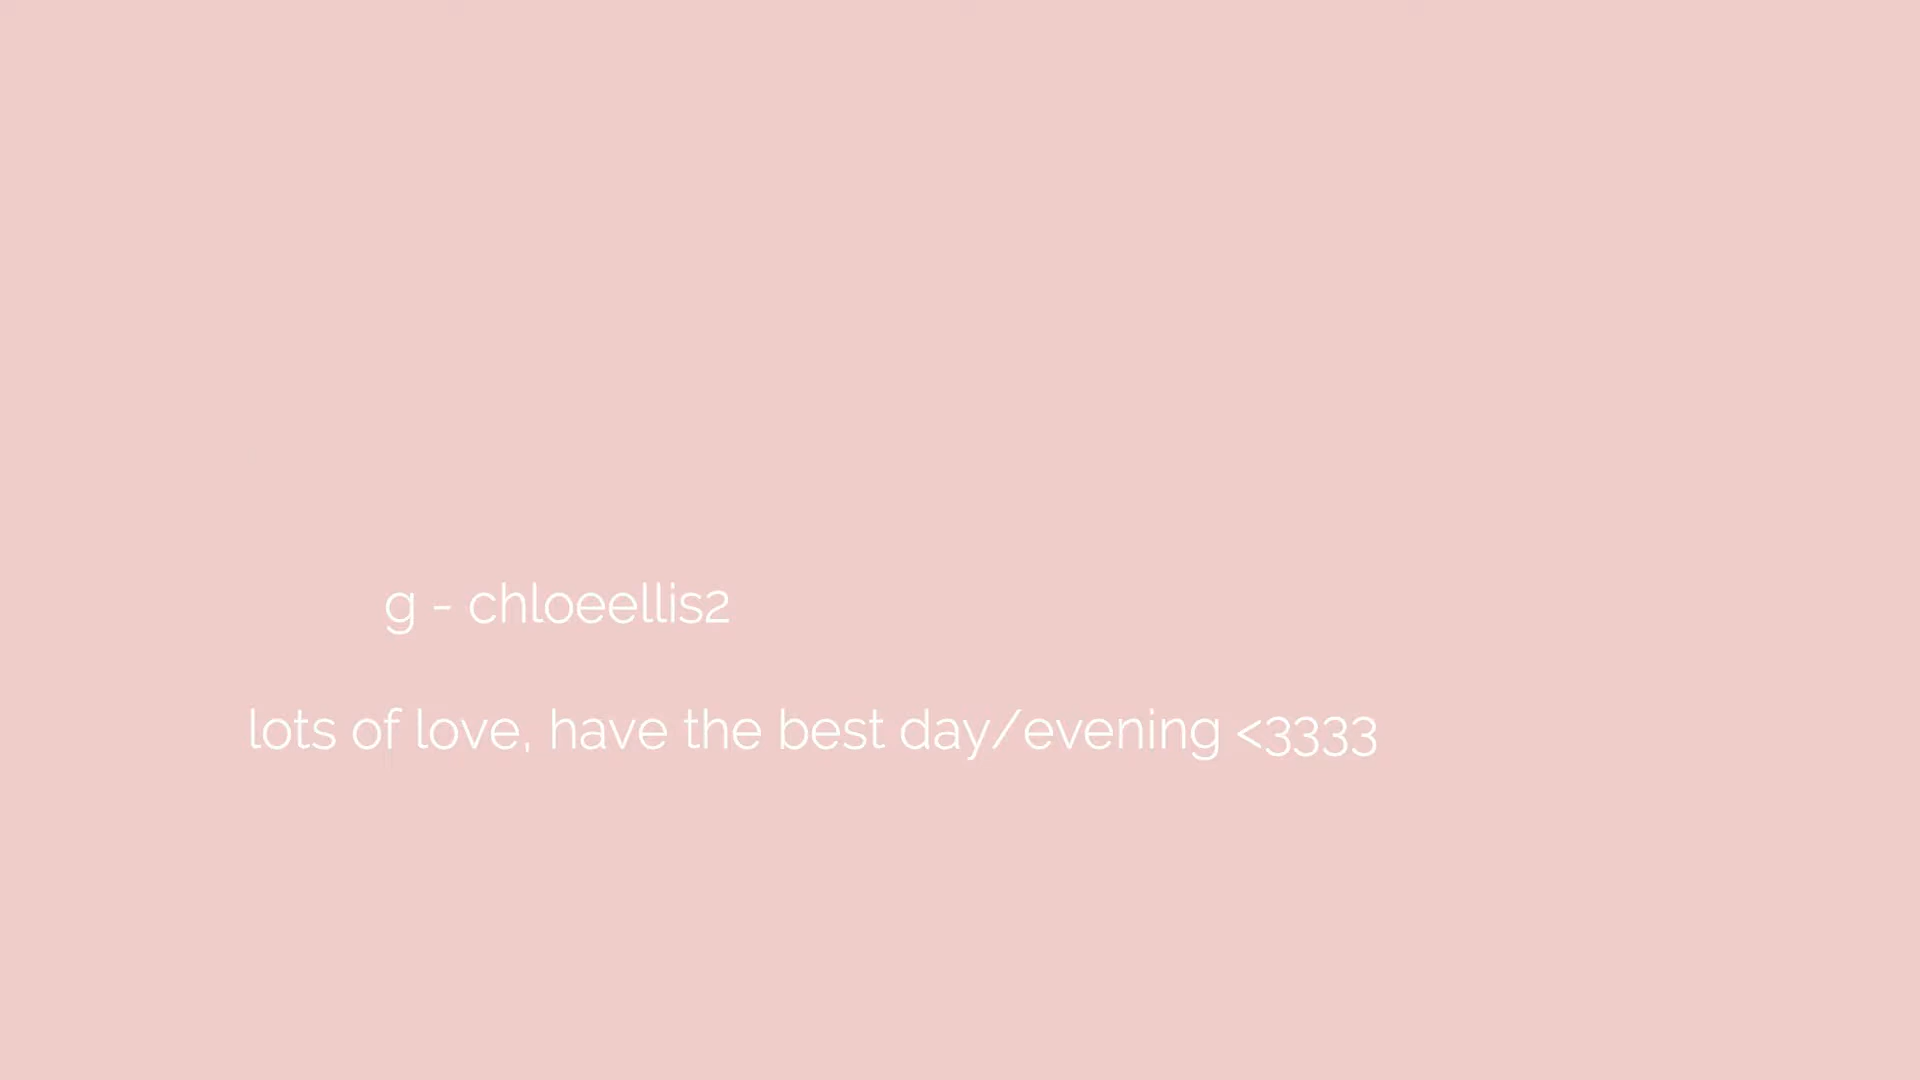 g - chloeellis2
lots of love, have the best day/evening <3333